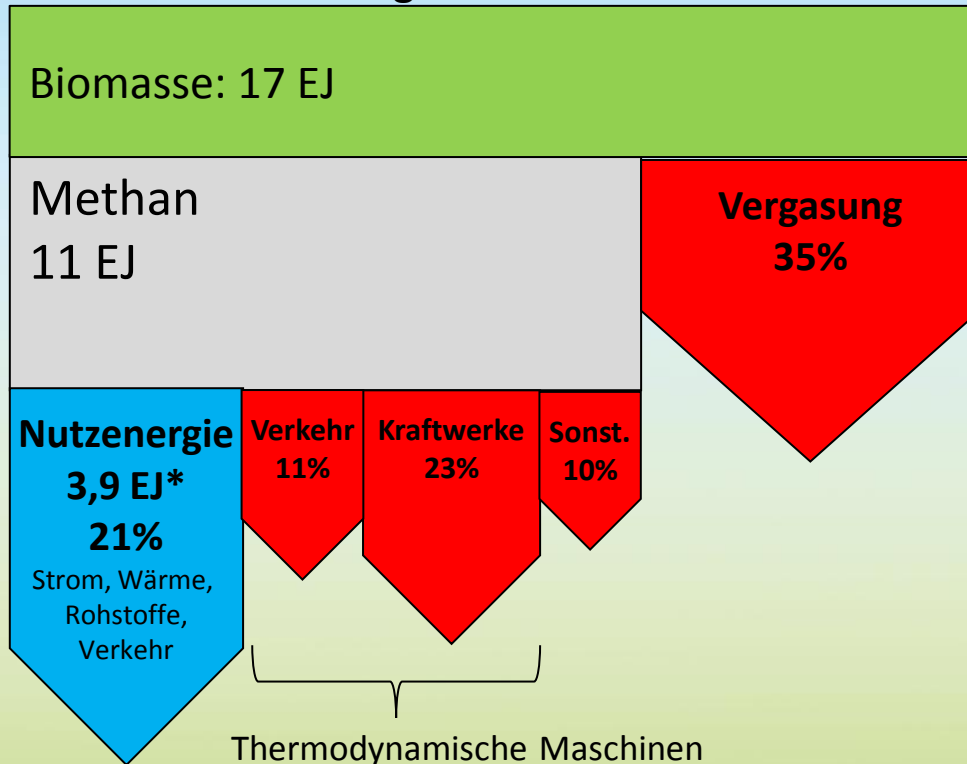 Biomasse: 17 EJ
Methan
11 EJ
Vergasung
35%
Nutzenergie
3,9 EJ*
21%
Strom, Wärme,
Rohstoffe,
Verkehr
Verkehr
11%
Kraftwerke
23%
Sonst.
10%
Thermodynamische Maschinen